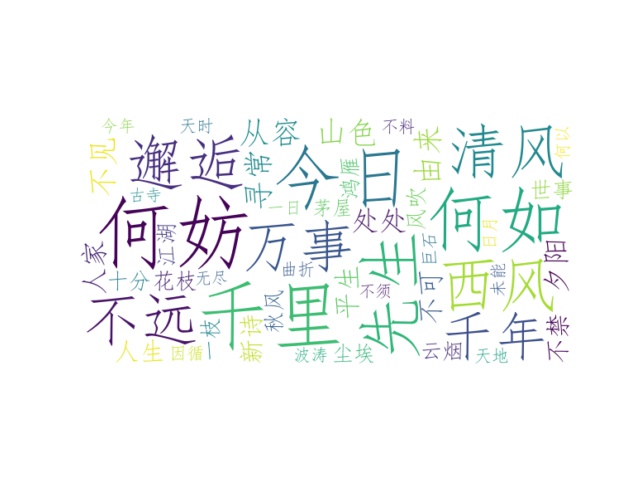 今年
天时
从容
山色
不料
清风
何以
不见
邂逅
寻常
今日
鸿雁
由来
古寺
一日
茅屋
风吹
何如
世事
何妨
江湖
万事
处处
先生
巨石
日月
夕阳
人家
十分
花枝
无尽
曲折
平生
不可
西风
未能
不远
千里
秋风
不须
千年
不禁
人生
因循
一枝
新诗
波涛
尘埃
云烟
天地